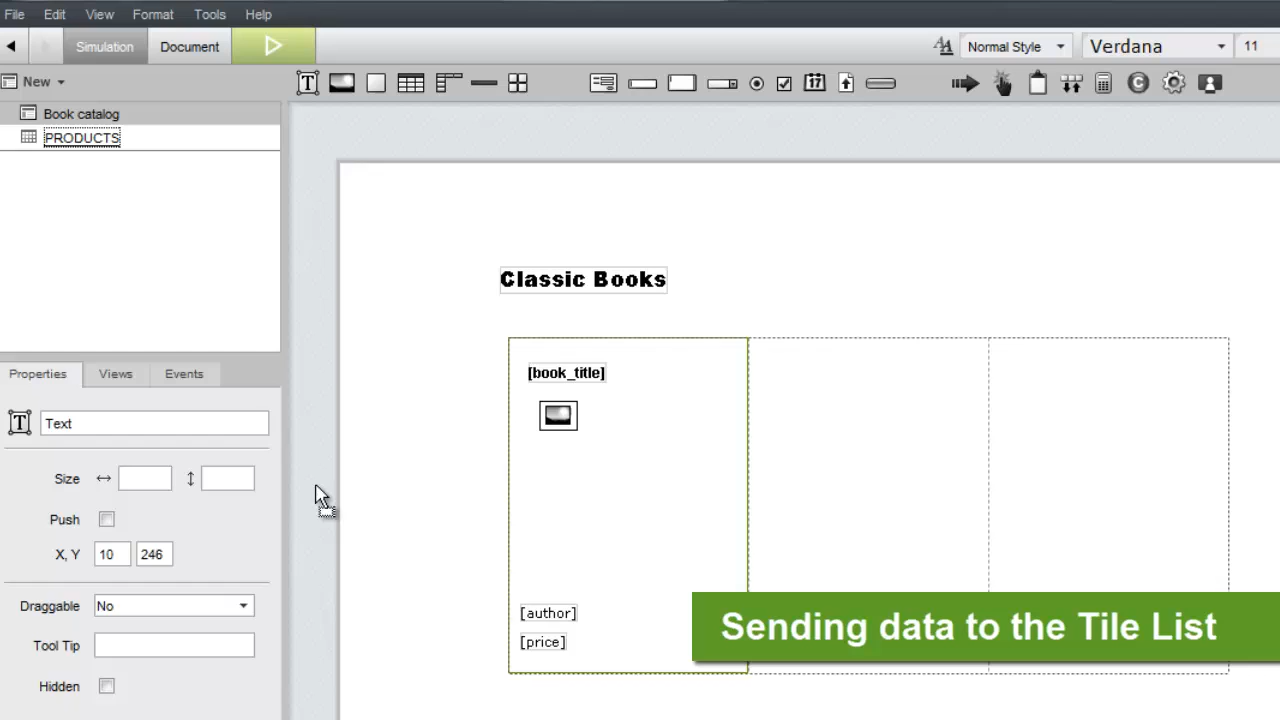 File Edit View Format Tools Help
Simulation Document Normal Style Verdana 11
New
T
17
C
Book catalog
PRODUCTS
Classic Books
[book_title]
Properties Views Events
T Text
Size
Push
X, Y 10 246
Draggable No
Tool Tip
Hidden
[author]
[price]
Sending data to the Tile List